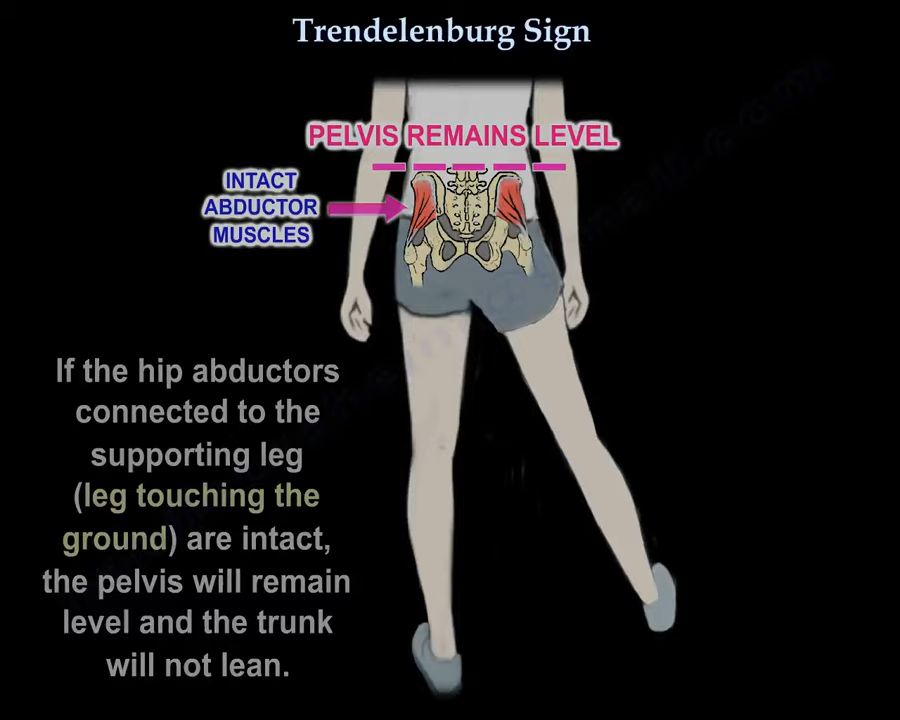 Trendelenburg Sign
PELVIS REMAINS LEVEL
INTACT
ABDUCTOR
MUSCLES
If the hip abductors
connected to the
supporting leg
(leg touching the
ground) are intact,
the pelvis will remain
level and the trunk
will not lean.